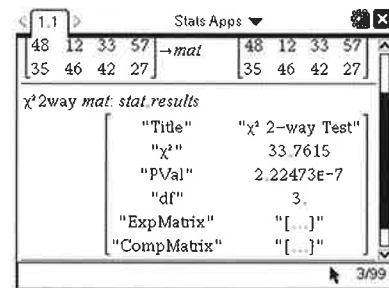 1.1 Stats Apps
48 12 33 57 →mat 48 12 33 57
35 46 42 27 35 46 42 27
χ²2way mat: stat.results
"Title" "χ² 2-way Test"
"χ²" 33.7615
"PVal" 2.22473E-7
"df" 3.
"ExpMatrix" "[...]"
"CompMatrix" "[...]"
3/99